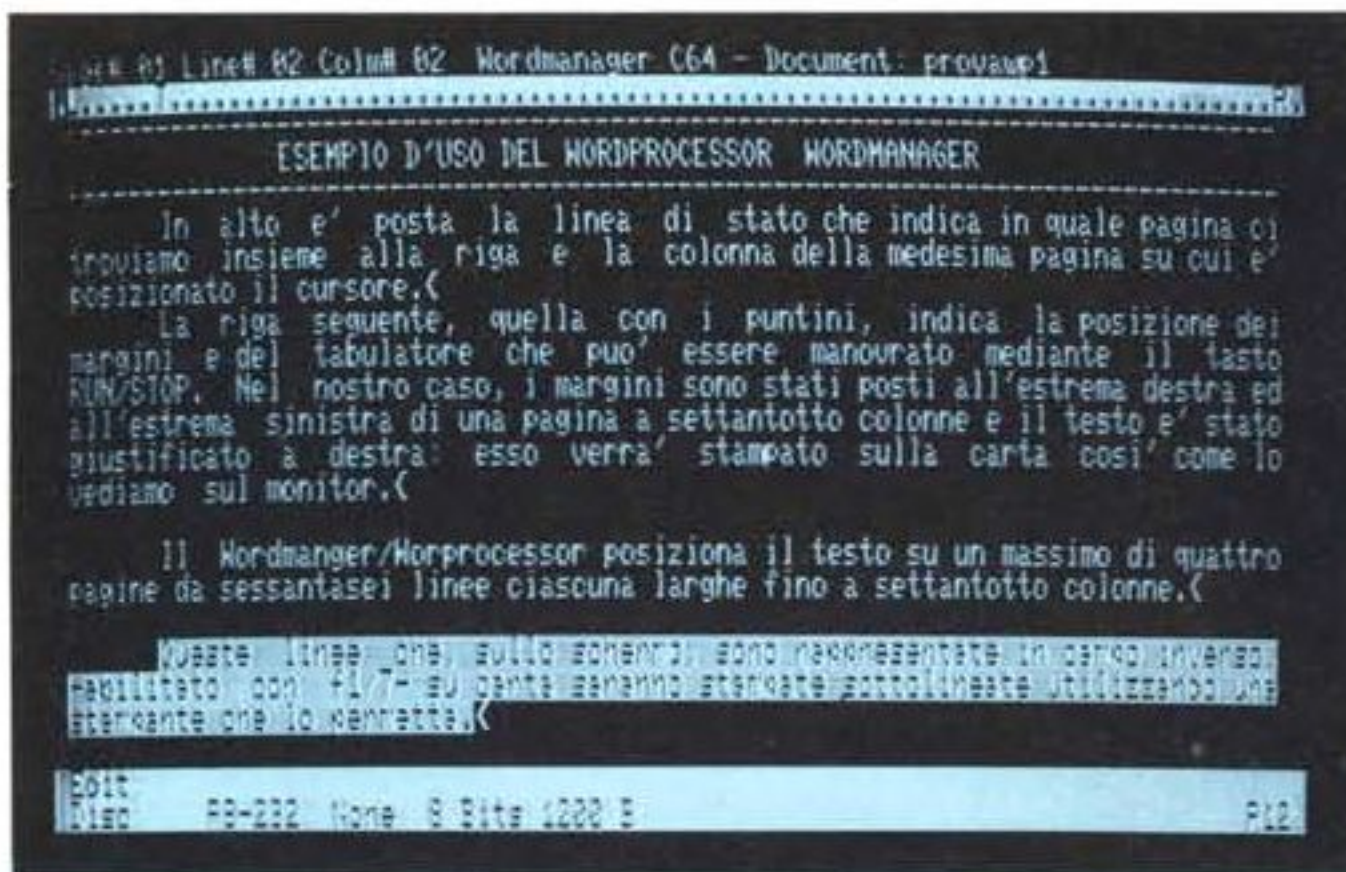 01 Line# 02 Colm# 02 Wordmanager C64 - Document: provawp1
ESEMPIO D'USO DEL WORDPROCESSOR WORDMANAGER
In alto e' posta la linea di stato che indica in quale pagina ci
troviamo insieme alla riga e la colonna della medesima pagina su cui e'
posizionato il cursore.
La riga seguente, quella con i puntini, indica la posizione dei
margini e del tabulatore che puo' essere manovrato mediante il tasto
RUN/STOP. Nel nostro caso, i margini sono stati posti all'estrema destra ed
all'estrema sinistra di una pagina a settantotto colonne e il testo e' stato
giustificato a destra: esso verra' stampato sulla carta cosi' come lo
vediamo sul monitor.
Il Wordmanger/Worprocessor posiziona il testo su un massimo di quattro
pagine da sessantasei linee ciascuna larghe fino a settantotto colonne.
Queste linee che, sullo sono rappresentate in inverso
con su carta saranno stampate sottolineate utilizzando una
stampante che lo permetta.
Edit
Disp RS-232 None 8 Bits 1200 B